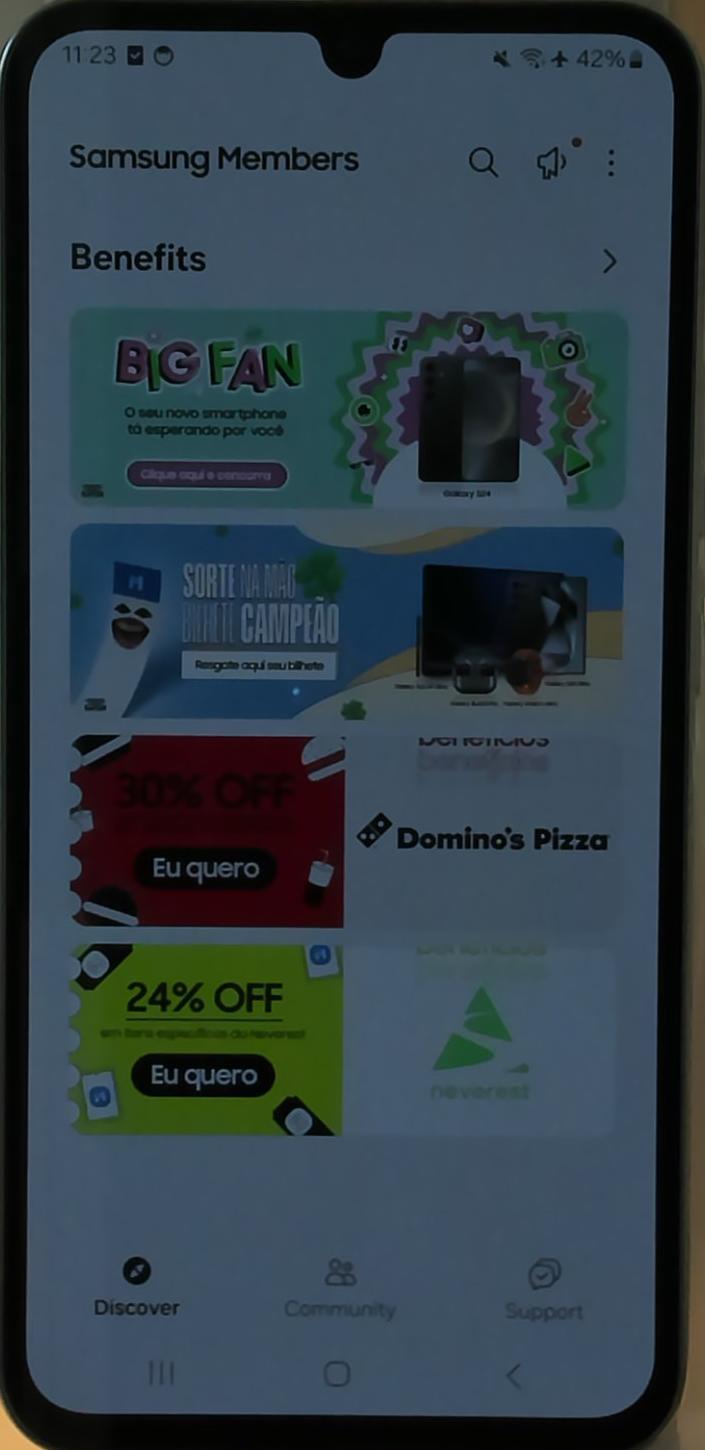 11:23
42%
Samsung Members
Benefits
BIG FAN
O seu novo smartphone
tá esperando por você
Clique aqui e concorra
Galaxy S24
SORTE NA MÃO
BILHETE CAMPEÃO
Resgate aqui seu bilhete
30% OFF
Eu quero
benefícios
Domino's Pizza
24% OFF
em itens específicos da Neverest
Eu quero
benefícios
neverest
Discover
Community
Support